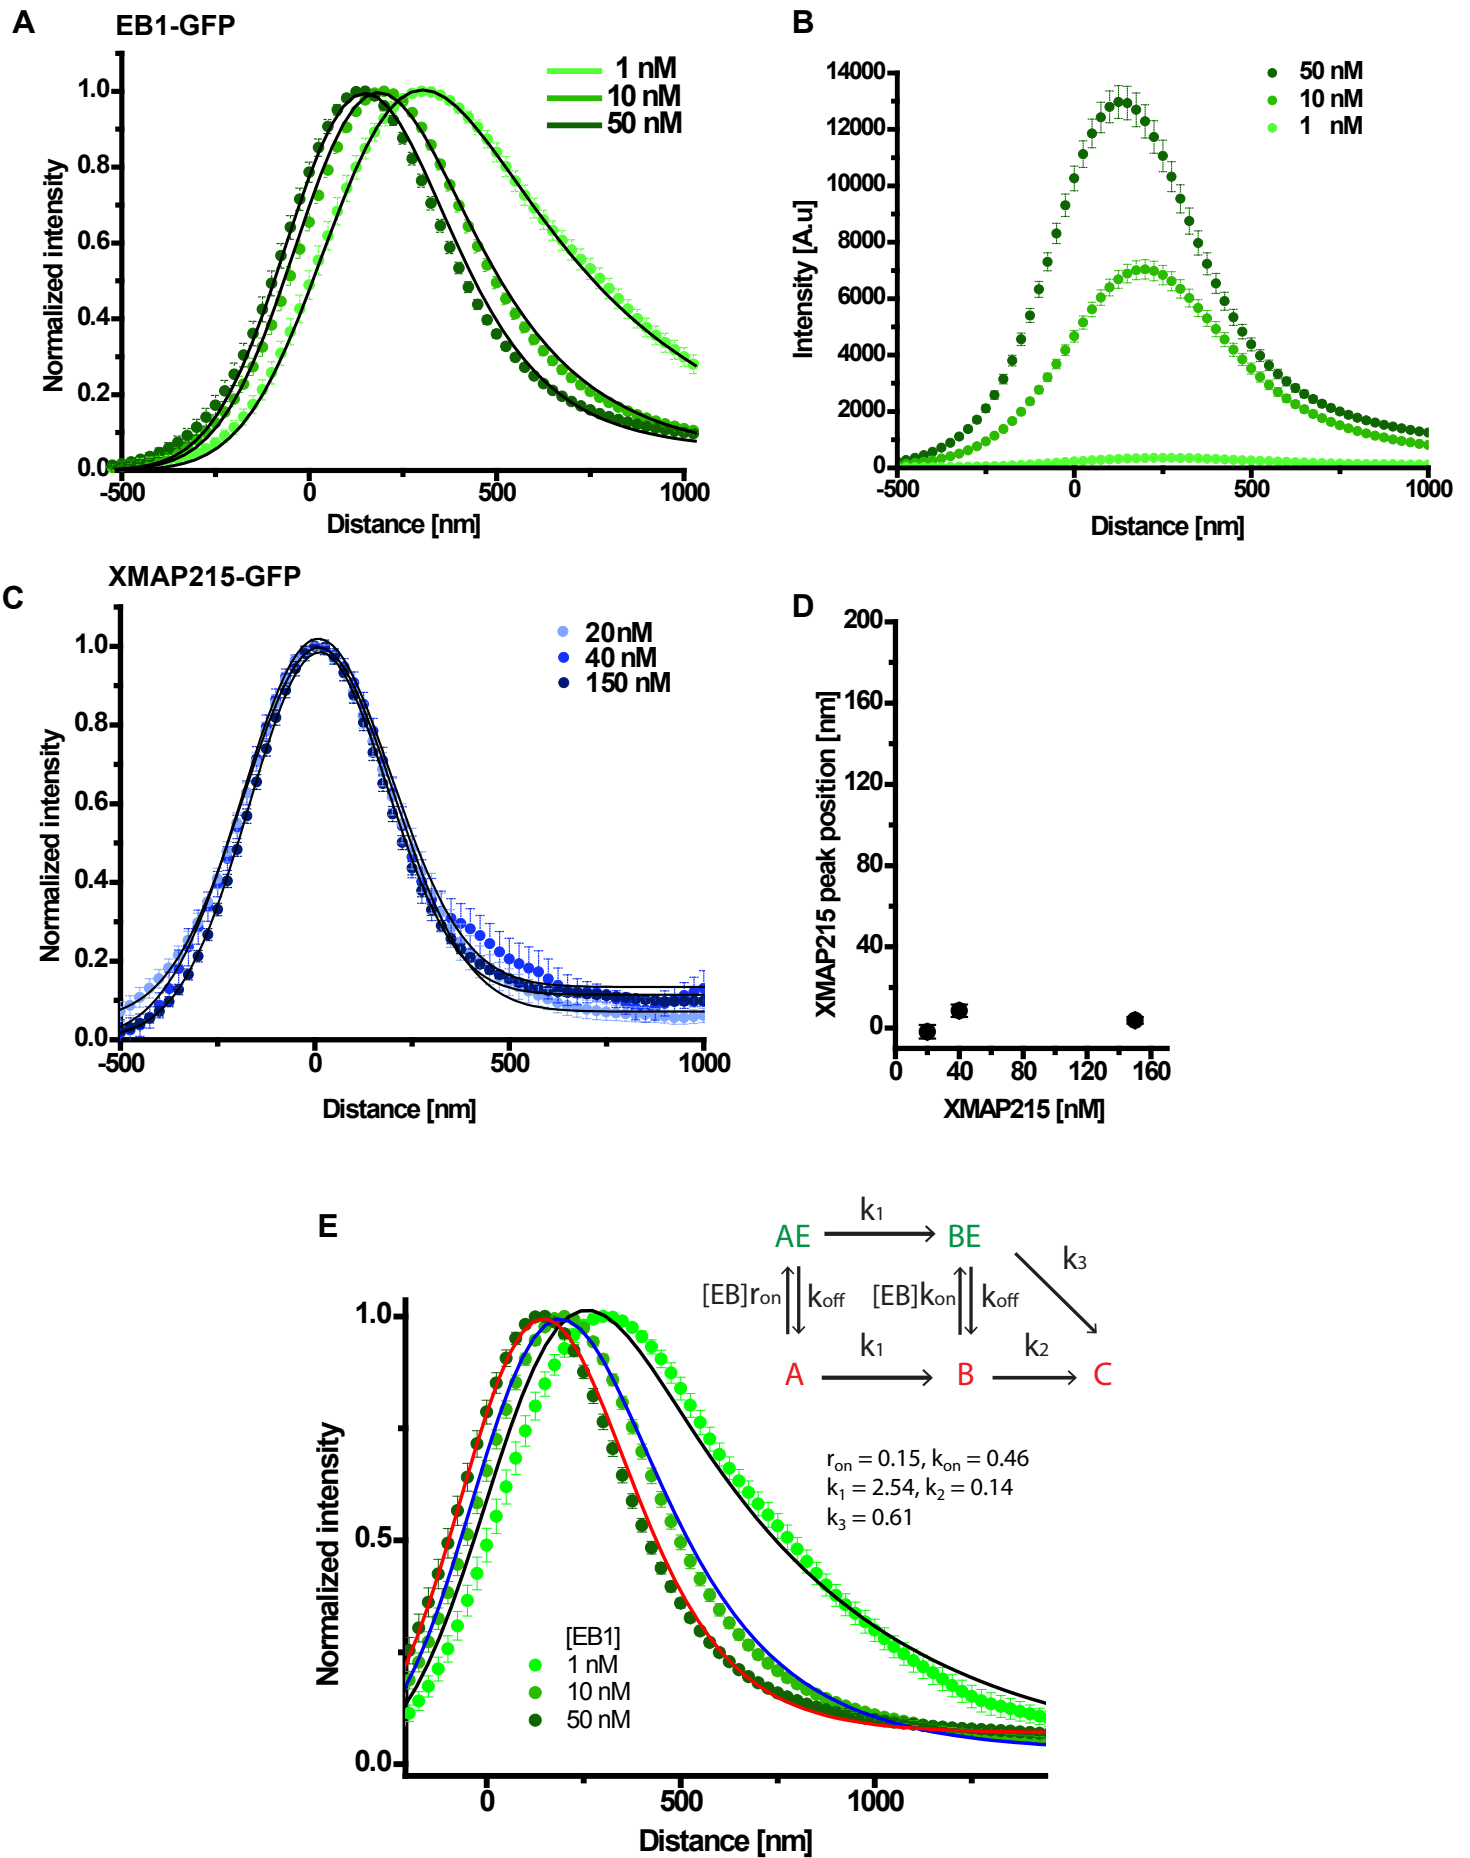 A
EB1-GFP
1 nM
10 nM
50 nM
Normalized intensity
1.0
0.8
0.6
0.4
0.2
0.0
-500
0
500
1000
Distance [nm]
B
50 nM
10 nM
1 nM
Intensity [A.u]
14000
12000
10000
8000
6000
4000
2000
0
-500
0
500
1000
Distance [nm]
C
XMAP215-GFP
20nM
40 nM
150 nM
Normalized intensity
1.0
0.8
0.6
0.4
0.2
0.0
-500
0
500
1000
Distance [nm]
D
XMAP215 peak position [nm]
200
160
120
80
40
0
0
40
80
120
160
XMAP215 [nM]
E
k1
AE
BE
k3
[EB]ron
koff
[EB]kon
koff
k1
k2
A
B
C
ron = 0.15, kon = 0.46
k1 = 2.54, k2 = 0.14
k3 = 0.61
Normalized intensity
1.0
0.5
0.0
[EB1]
1 nM
10 nM
50 nM
0
500
1000
Distance [nm]